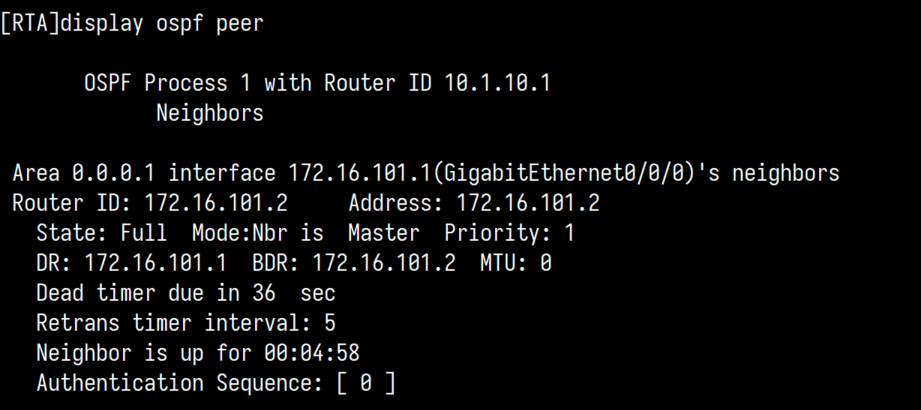 [RTA]display ospf peer
OSPF Process 1 with Router ID 10.1.10.1
Neighbors
Area 0.0.0.1 interface 172.16.101.1(GigabitEthernet0/0/0)'s neighbors
Router ID: 172.16.101.2 Address: 172.16.101.2
State: Full Mode:Nbr is Master Priority: 1
DR: 172.16.101.1 BDR: 172.16.101.2 MTU: 0
Dead timer due in 36 sec
Retrans timer interval: 5
Neighbor is up for 00:04:58
Authentication Sequence: [ 0 ]